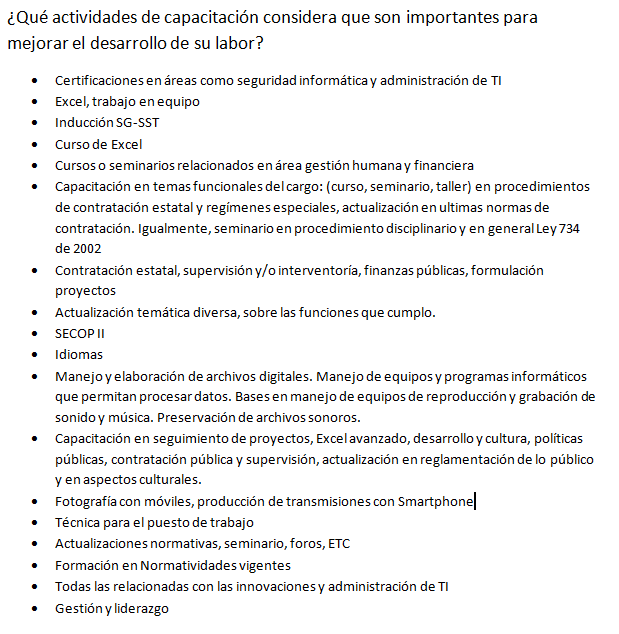 ¿Qué actividades de capacitación considera que son importantes para
mejorar el desarrollo de su labor?
• Certificaciones en áreas como seguridad informática y administración de TI
• Excel, trabajo en equipo
• Inducción SG-SST
• Curso de Excel
• Cursos o seminarios relacionados en área gestión humana y financiera
• Capacitación en temas funcionales del cargo: (curso, seminario, taller) en procedimientos
de contratación estatal y regímenes especiales, actualización en ultimas normas de
contratación. Igualmente, seminario en procedimiento disciplinario y en general Ley 734
de 2002
• Contratación estatal, supervisión y/o interventoría, finanzas públicas, formulación
proyectos
• Actualización temática diversa, sobre las funciones que cumplo.
• SECOP II
• Idiomas
• Manejo y elaboración de archivos digitales. Manejo de equipos y programas informáticos
que permitan procesar datos. Bases en manejo de equipos de reproducción y grabación de
sonido y música. Preservación de archivos sonoros.
• Capacitación en seguimiento de proyectos, Excel avanzado, desarrollo y cultura, políticas
públicas, contratación pública y supervisión, actualización en reglamentación de lo público
y en aspectos culturales.
• Fotografía con móviles, producción de transmisiones con Smartphone
• Técnica para el puesto de trabajo
• Actualizaciones normativas, seminario, foros, ETC
• Formación en Normatividades vigentes
• Todas las relacionadas con las innovaciones y administración de TI
• Gestión y liderazgo